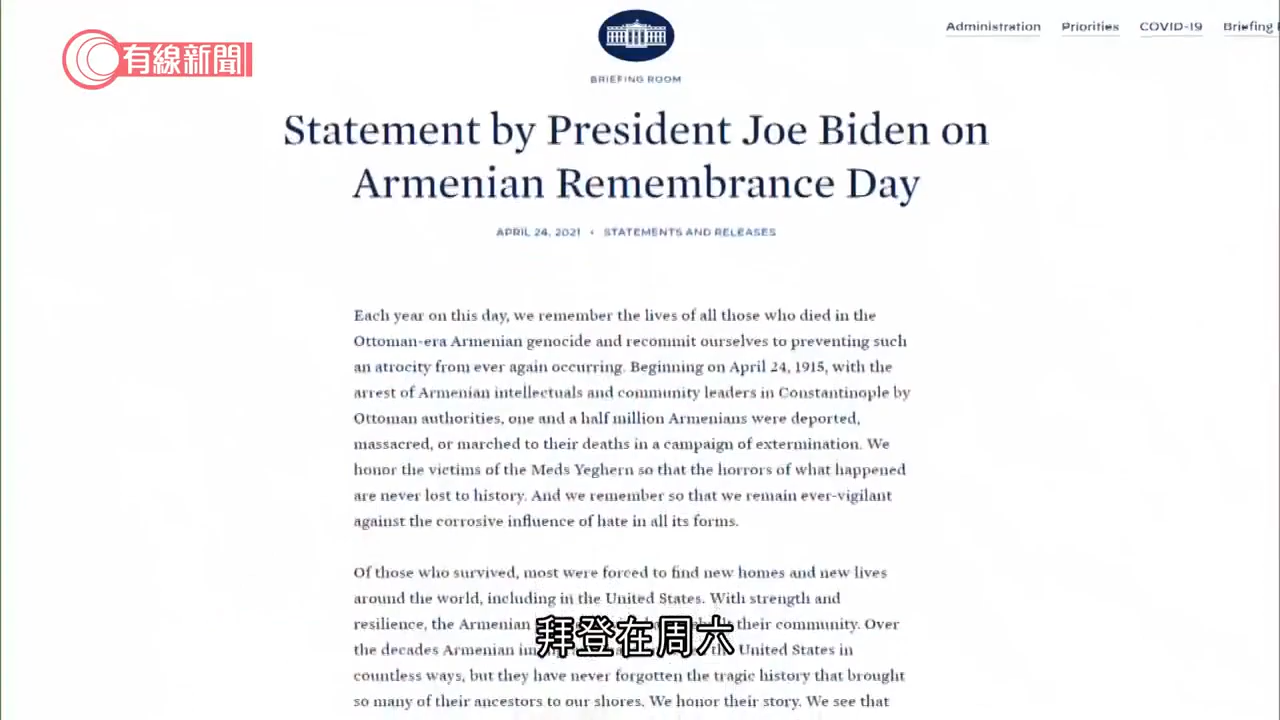 有線新聞
Administration Priorities COVID-19 Briefing
BRIEFING ROOM
Statement by President Joe Biden on
Armenian Remembrance Day
APRIL 24, 2021 • STATEMENTS AND RELEASES
Each year on this day, we remember the lives of all those who died in the
Ottoman-era Armenian genocide and recommit ourselves to preventing such
an atrocity from ever again occurring. Beginning on April 24, 1915, with the
arrest of Armenian intellectuals and community leaders in Constantinople by
Ottoman authorities, one and a half million Armenians were deported,
massacred, or marched to their deaths in a campaign of extermination. We
honor the victims of the Meds Yeghern so that the horrors of what happened
are never lost to history. And we remember so that we remain ever-vigilant
against the corrosive influence of hate in all its forms.
Of those who survived, most were forced to find new homes and new lives
around the world, including in the United States. With strength and
resilience, the Armenian their community. Over
the decades Armenian United States in
countless ways, but they have never forgotten the tragic history that brought
so many of their ancestors to our shores. We honor their story. We see that
拜登在周六